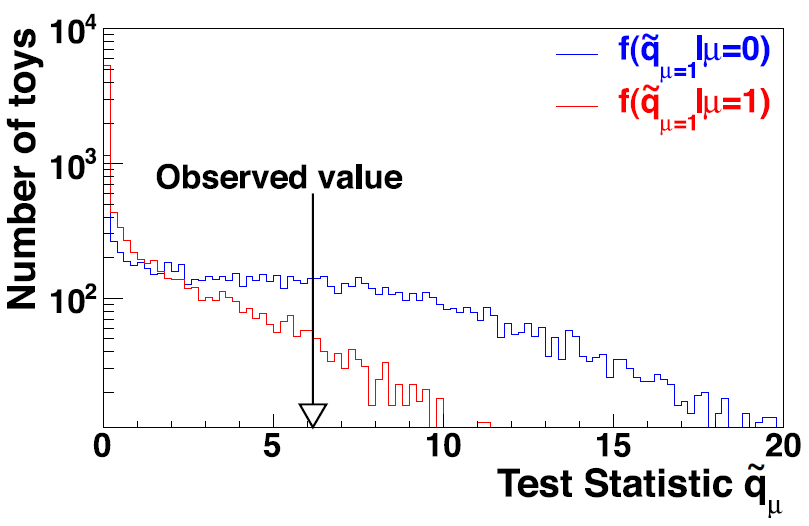 Number of toys
10⁴
10³
10²
f(q̃μ=1|μ=0)
f(q̃μ=1|μ=1)
Observed value
0 5 10 15 20
Test Statistic q̃μ